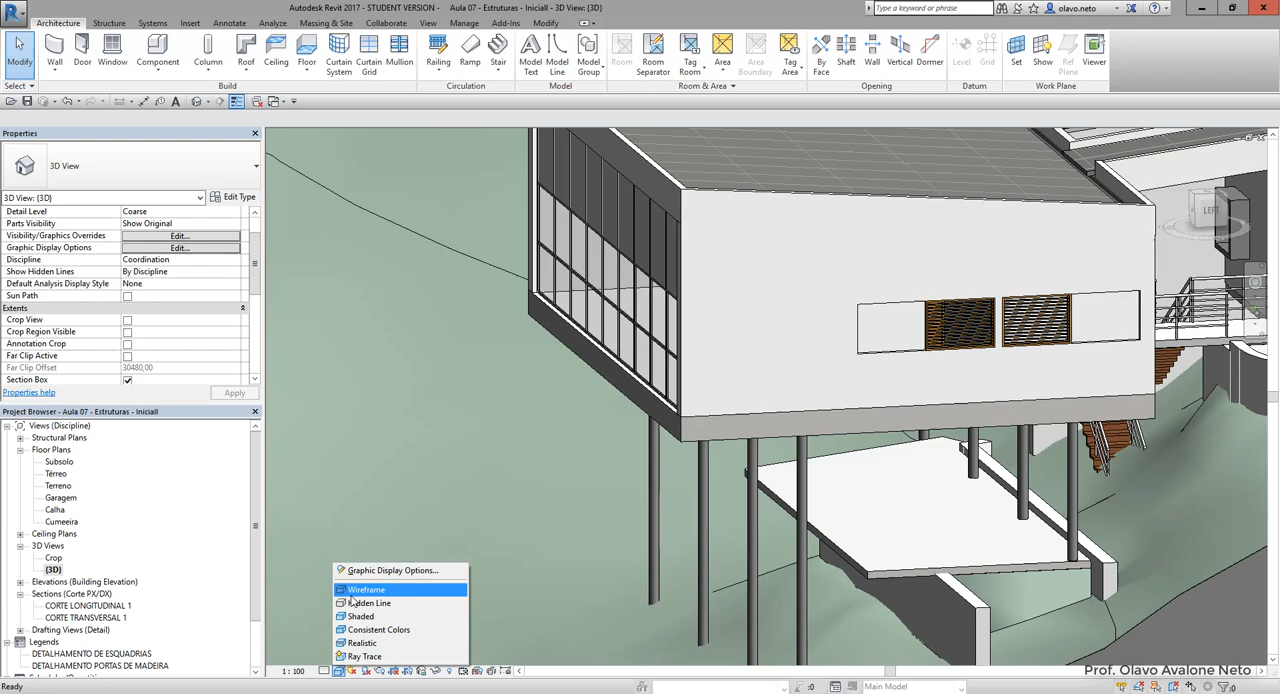 Autodesk Revit 2017 - STUDENT VERSION - Aula 07 - Estruturas - Iniciall - 3D View: {3D}
Type a keyword or phrase
olavo.neto
Architecture Structure Systems Insert Annotate Analyze Massing & Site Collaborate View Manage Add-Ins Modify
Modify Wall Door Window Component Column Roof Ceiling Floor Curtain System Curtain Grid Mullion Railing Ramp Stair Model Text Model Line Model Group Room Room Separator Tag Room Area Area Boundary Tag Area By Face Shaft Wall Vertical Dormer Level Grid Set Show Ref Plane Viewer
Select Build Circulation Model Room & Area Opening Datum Work Plane
Properties
3D View
3D View: {3D} Edit Type
Detail Level Coarse
Parts Visibility Show Original
Visibility/Graphics Overrides Edit...
Graphic Display Options Edit...
Discipline Coordination
Show Hidden Lines By Discipline
Default Analysis Display Style None
Sun Path
Extents
Crop View
Crop Region Visible
Annotation Crop
Far Clip Active
Far Clip Offset 30480,00
Section Box
Properties help Apply
Project Browser - Aula 07 - Estruturas - Iniciall
Views (Discipline)
Structural Plans
Floor Plans
Subsolo
Térreo
Terreno
Garagem
Calha
Cumeeira
Ceiling Plans
3D Views
Crop
{3D}
Elevations (Building Elevation)
Sections (Corte PX/DX)
CORTE LONGITUDINAL 1
CORTE TRANSVERSAL 1
Drafting Views (Detail)
Legends
DETALHAMENTO DE ESQUADRIAS
DETALHAMENTO PORTAS DE MADEIRA
LEFT
Graphic Display Options...
Wireframe
Hidden Line
Shaded
Consistent Colors
Realistic
Ray Trace
1 : 100
Prof. Olavo Avalone Neto
Ready
:0
Main Model
:0